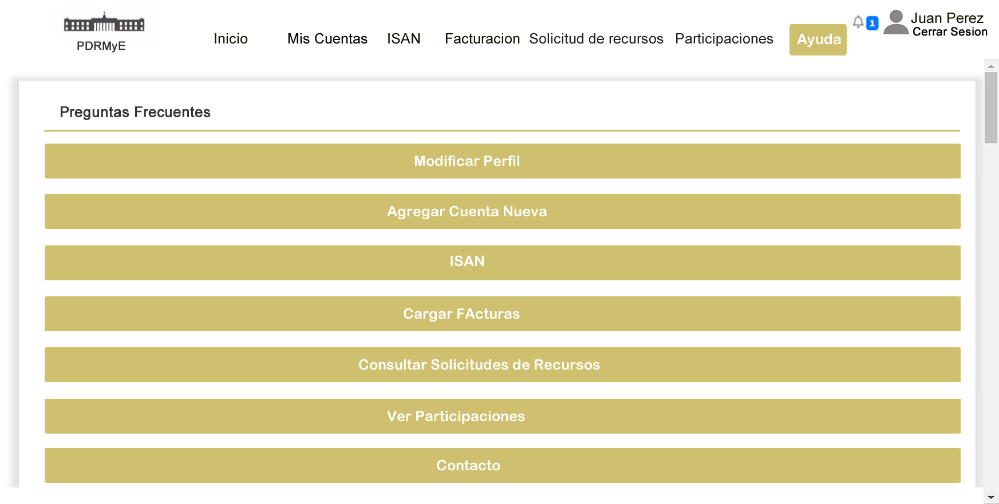 PDRMyE
Inicio
Mis Cuentas
ISAN
Facturacion
Solicitud de recursos
Participaciones
Ayuda
1
Juan Perez
Cerrar Sesion
Preguntas Frecuentes
Modificar Perfil
Agregar Cuenta Nueva
ISAN
Cargar FActuras
Consultar Solicitudes de Recursos
Ver Participaciones
Contacto